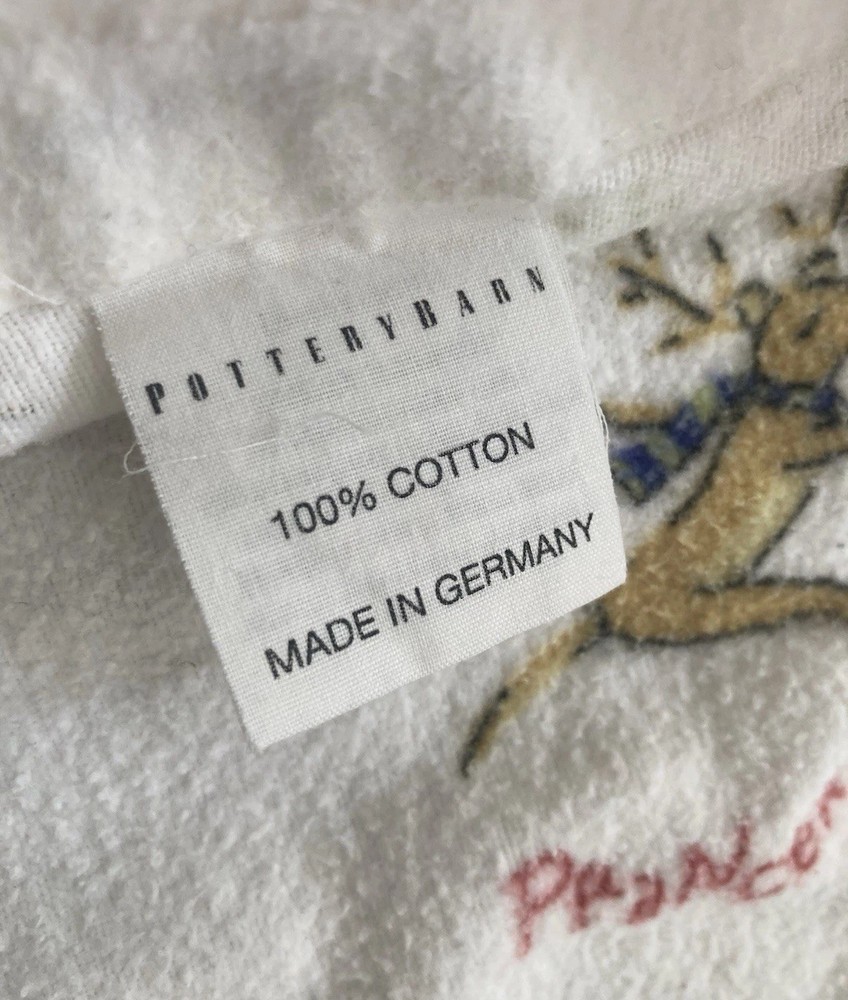 POTTERYBARN
100% COTTON
MADE IN GERMANY
PRANCer